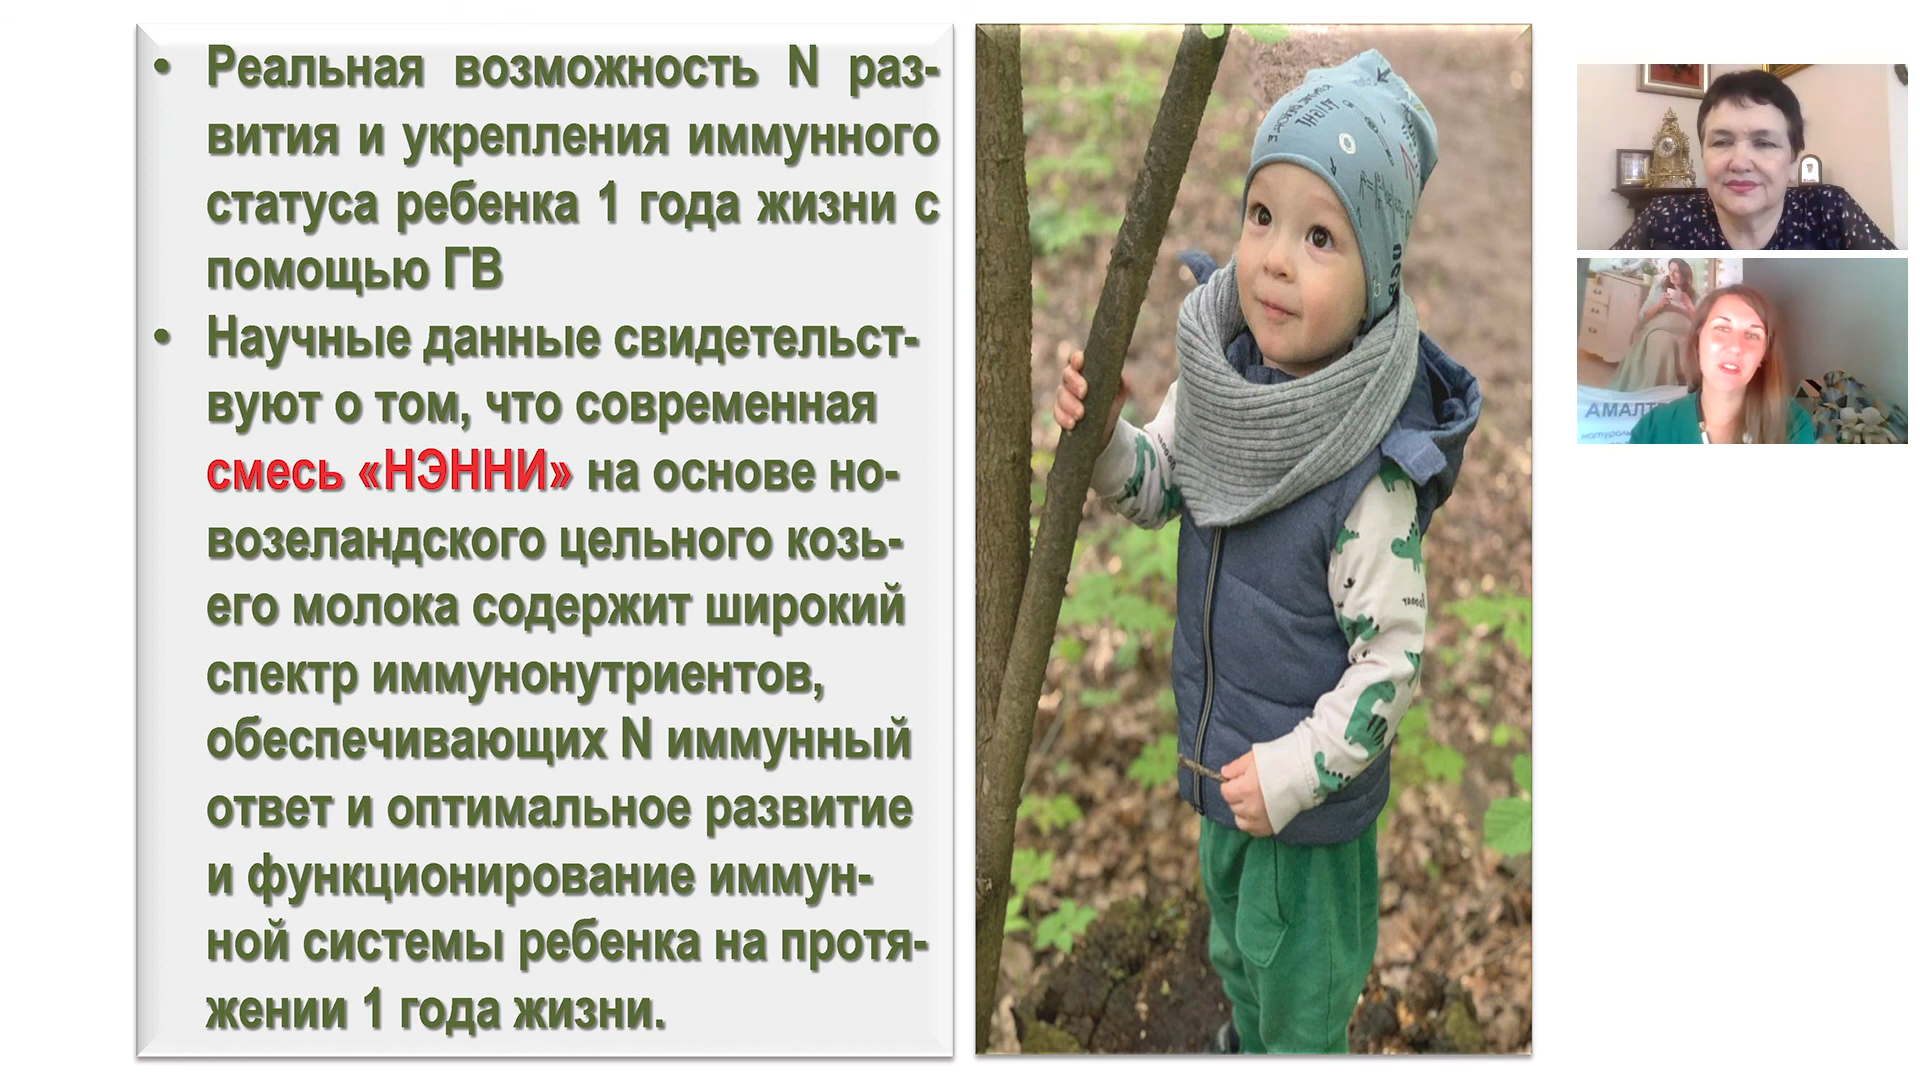 • Реальная возможность N раз-
вития и укрепления иммунного
статуса ребенка 1 года жизни с
помощью ГВ
• Научные данные свидетельст-
вуют о том, что современная
смесь «НЭННИ» на основе но-
возеландского цельного козь-
его молока содержит широкий
спектр иммунонутриентов,
обеспечивающих N иммунный
ответ и оптимальное развитие
и функционирование иммун-
ной системы ребенка на протя-
жении 1 года жизни.
АМАЛТ